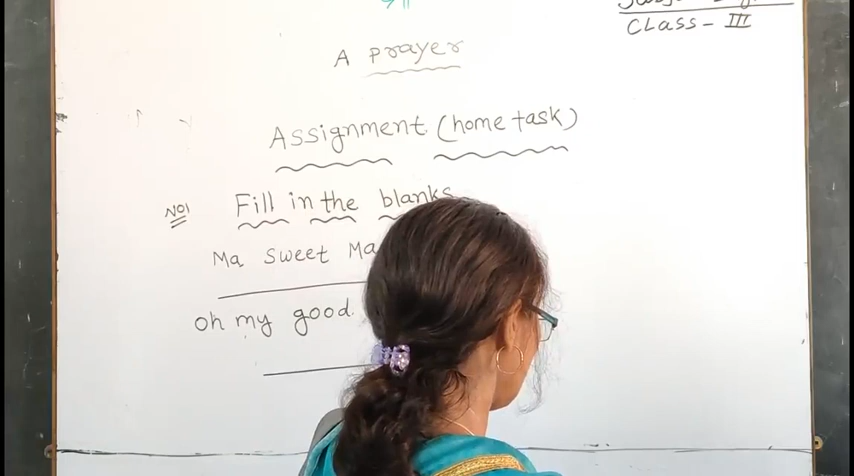 CLASS - III
A prayer
Assignment (home task)
NO1 Fill in the blanks
Ma sweet Ma
oh my good